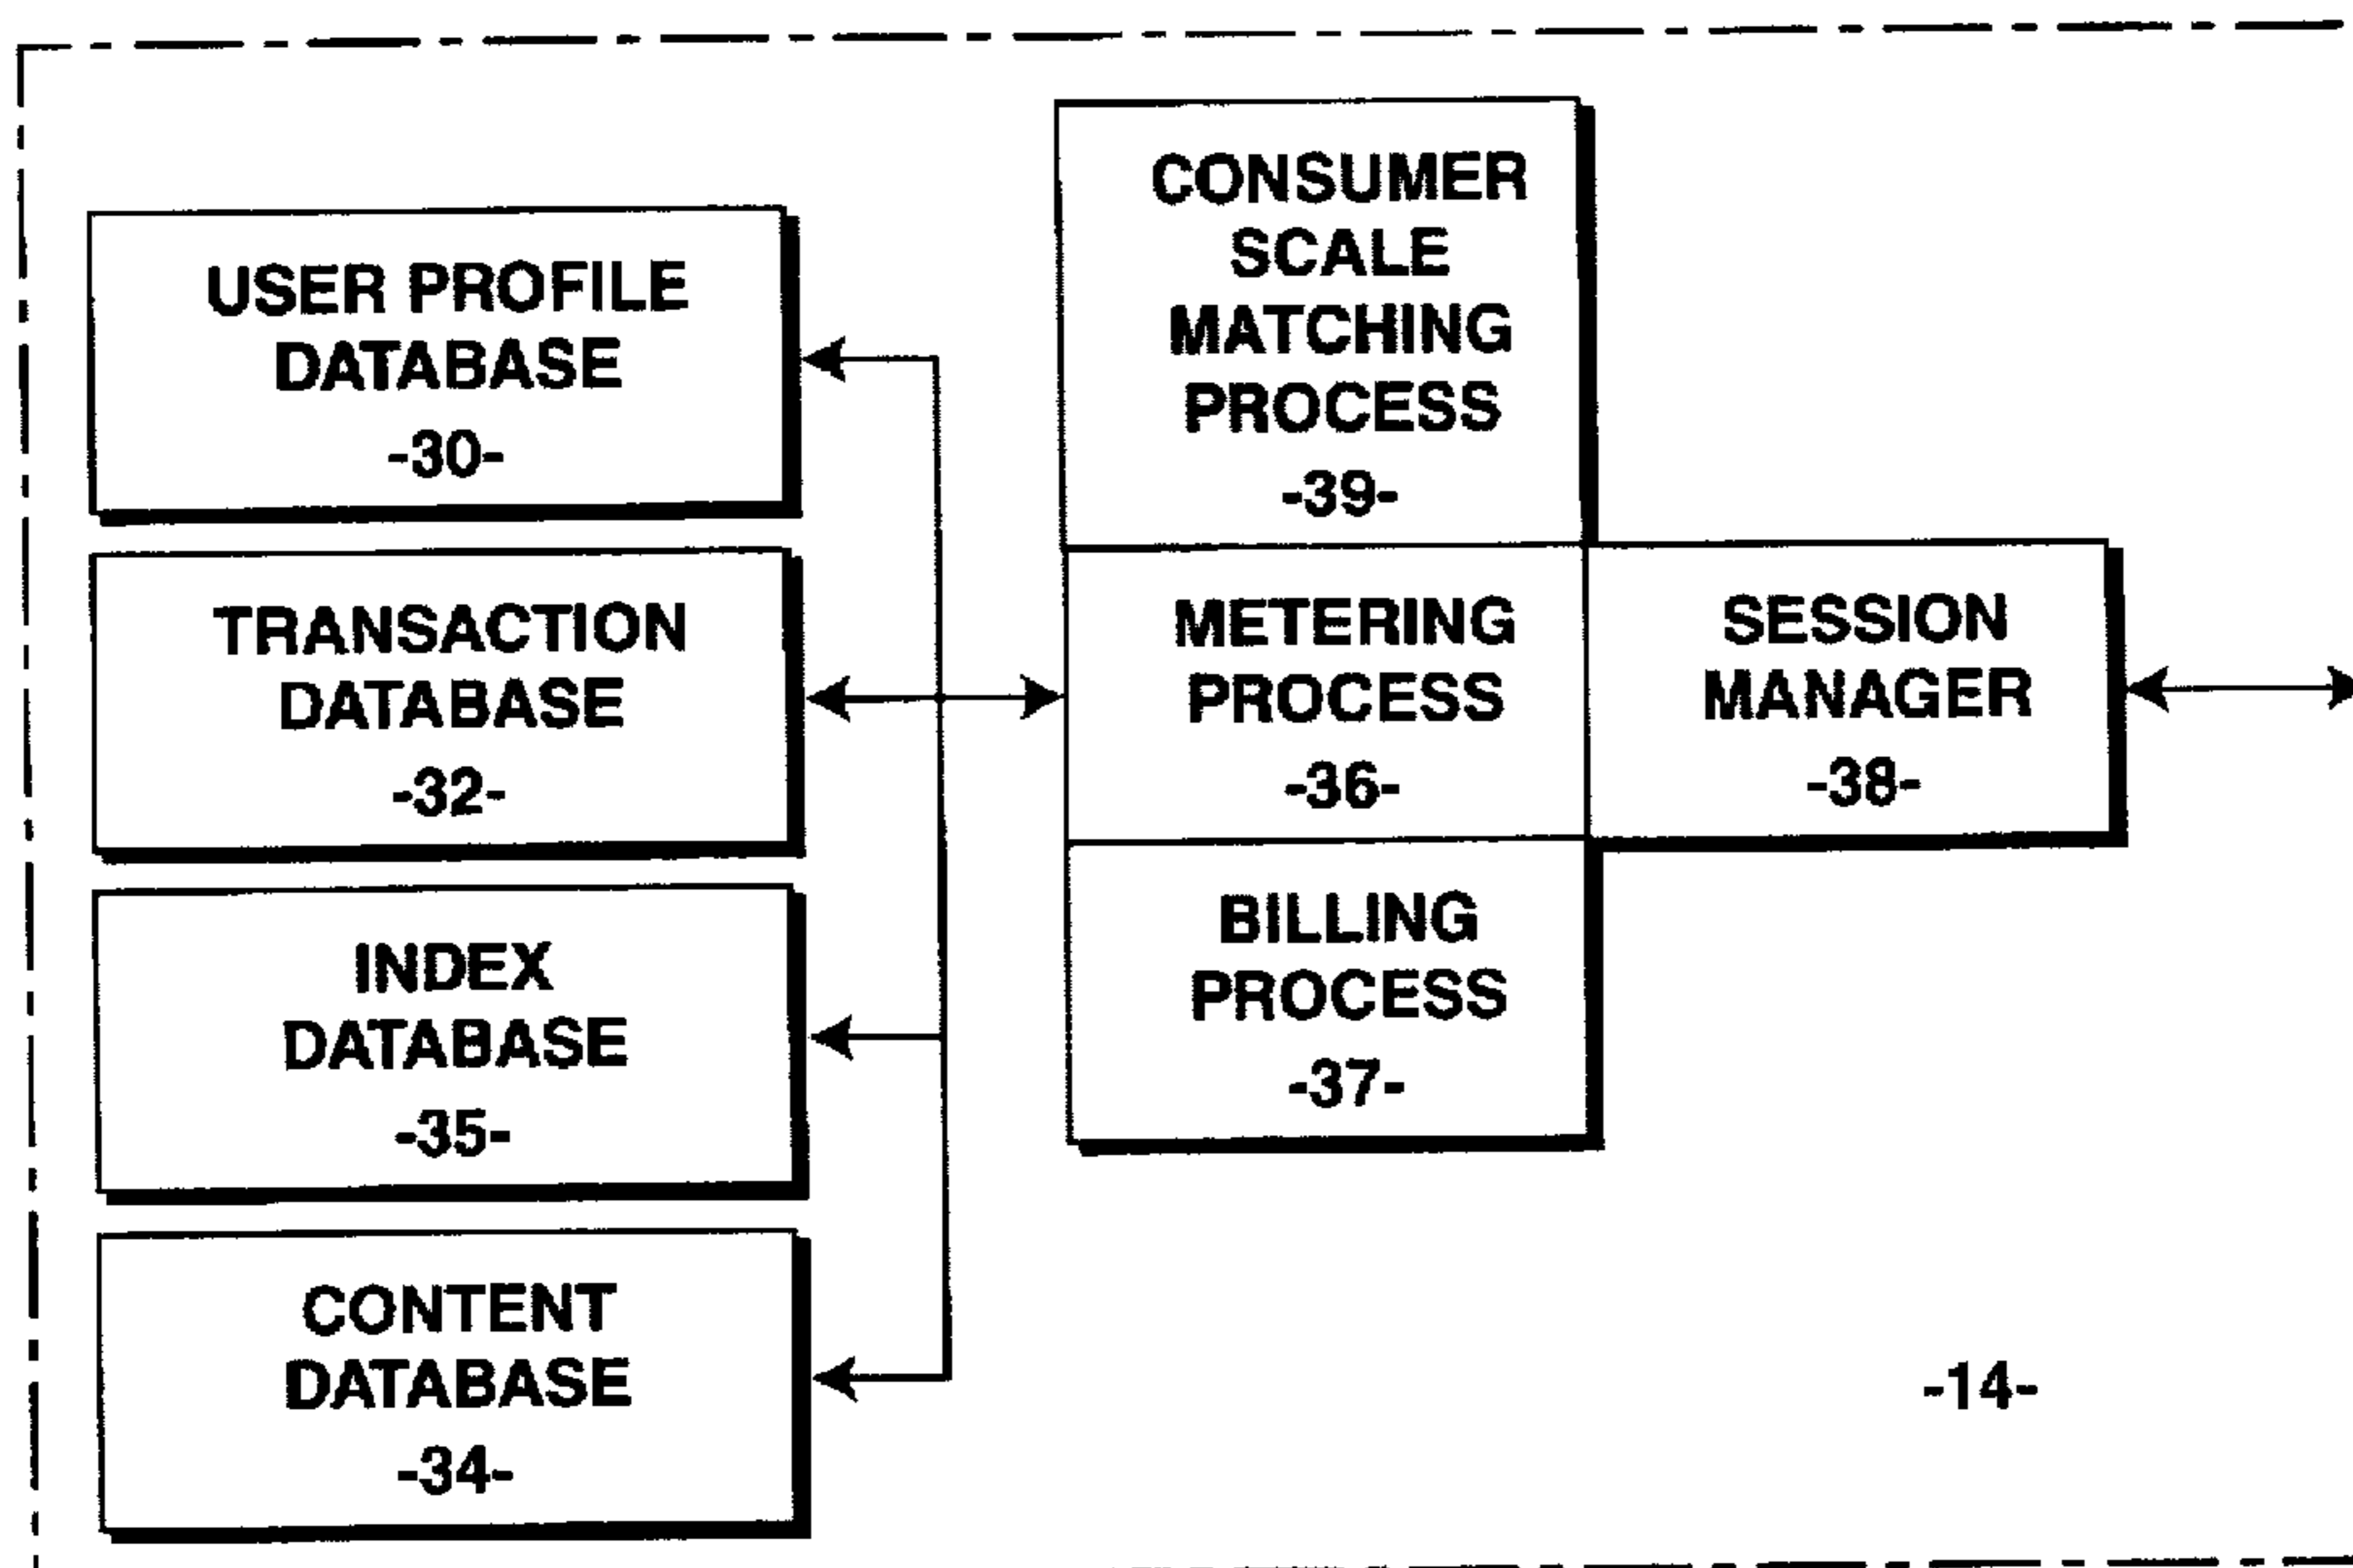 USER PROFILE
DATABASE
-30-
TRANSACTION
DATABASE
-32-
INDEX
DATABASE
-35-
CONTENT
DATABASE
-34-
CONSUMER
SCALE
MATCHING
PROCESS
-39-
METERING
PROCESS
-36-
BILLING
PROCESS
-37-
SESSION
MANAGER
-38-
-14-